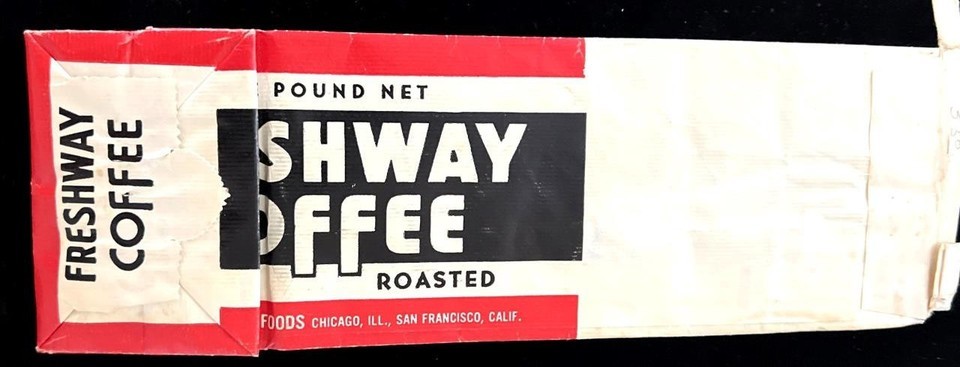 FRESHWAY
COFFEE
POUND NET
SHWAY
OFFEE
ROASTED
FOODS CHICAGO, ILL., SAN FRANCISCO, CALIF.